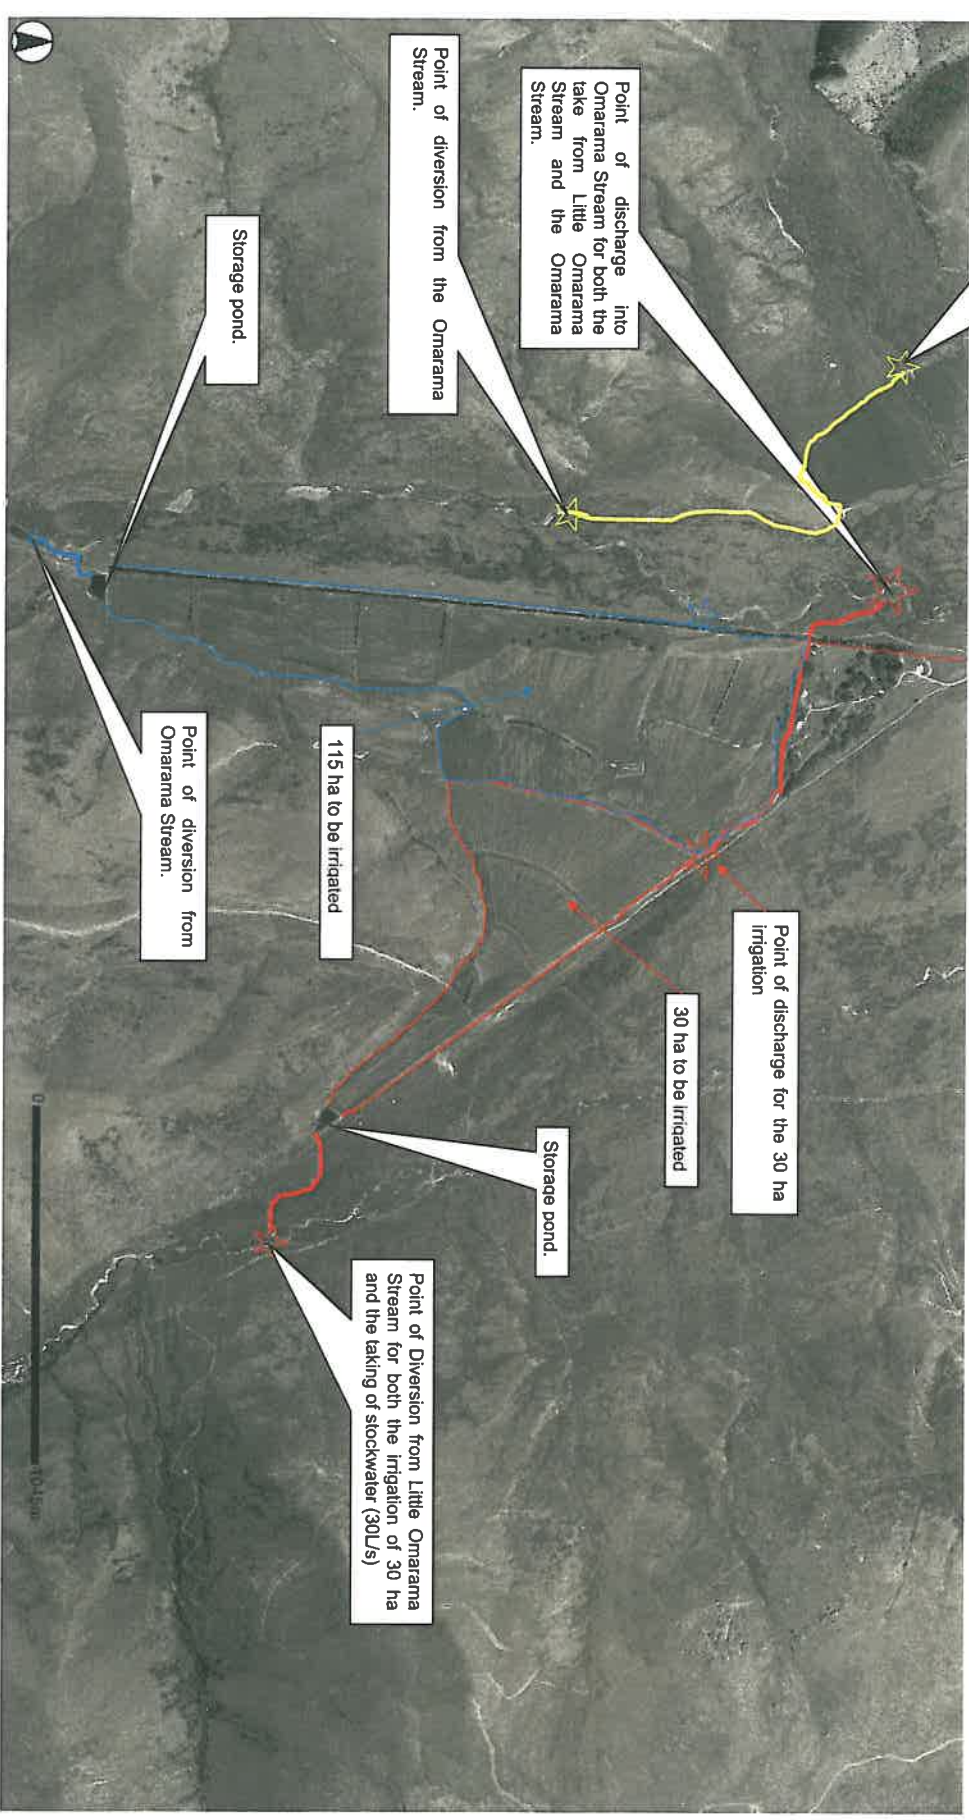 Point of discharge for the 30 ha
irrigation
30 ha to be irrigated
Point of discharge into
Omarama Stream for both the
take from Little Omarama
Stream and the Omarama
Stream.
Storage pond.
Point of diversion from the Omarama
Stream.
Point of Diversion from Little Omarama
Stream for both the irrigation of 30 ha
and the taking of stockwater (30L/s)
115 ha to be irrigated
Storage pond.
Point of diversion from
Omarama Stream.
0